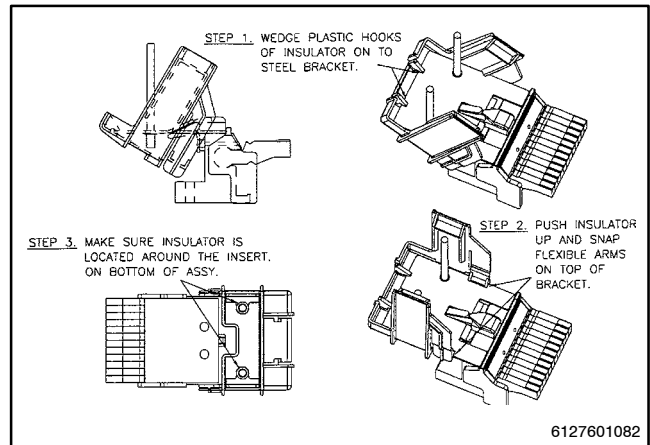 STEP 1. WEDGE PLASTIC HOOKS
OF INSULATOR ON TO
STEEL BRACKET.
STEP 2. PUSH INSULATOR
UP AND SNAP
FLEXIBLE ARMS
ON TOP OF
BRACKET.
STEP 3. MAKE SURE INSULATOR IS
LOCATED AROUND THE INSERT.
ON BOTTOM OF ASSY.
6127601082